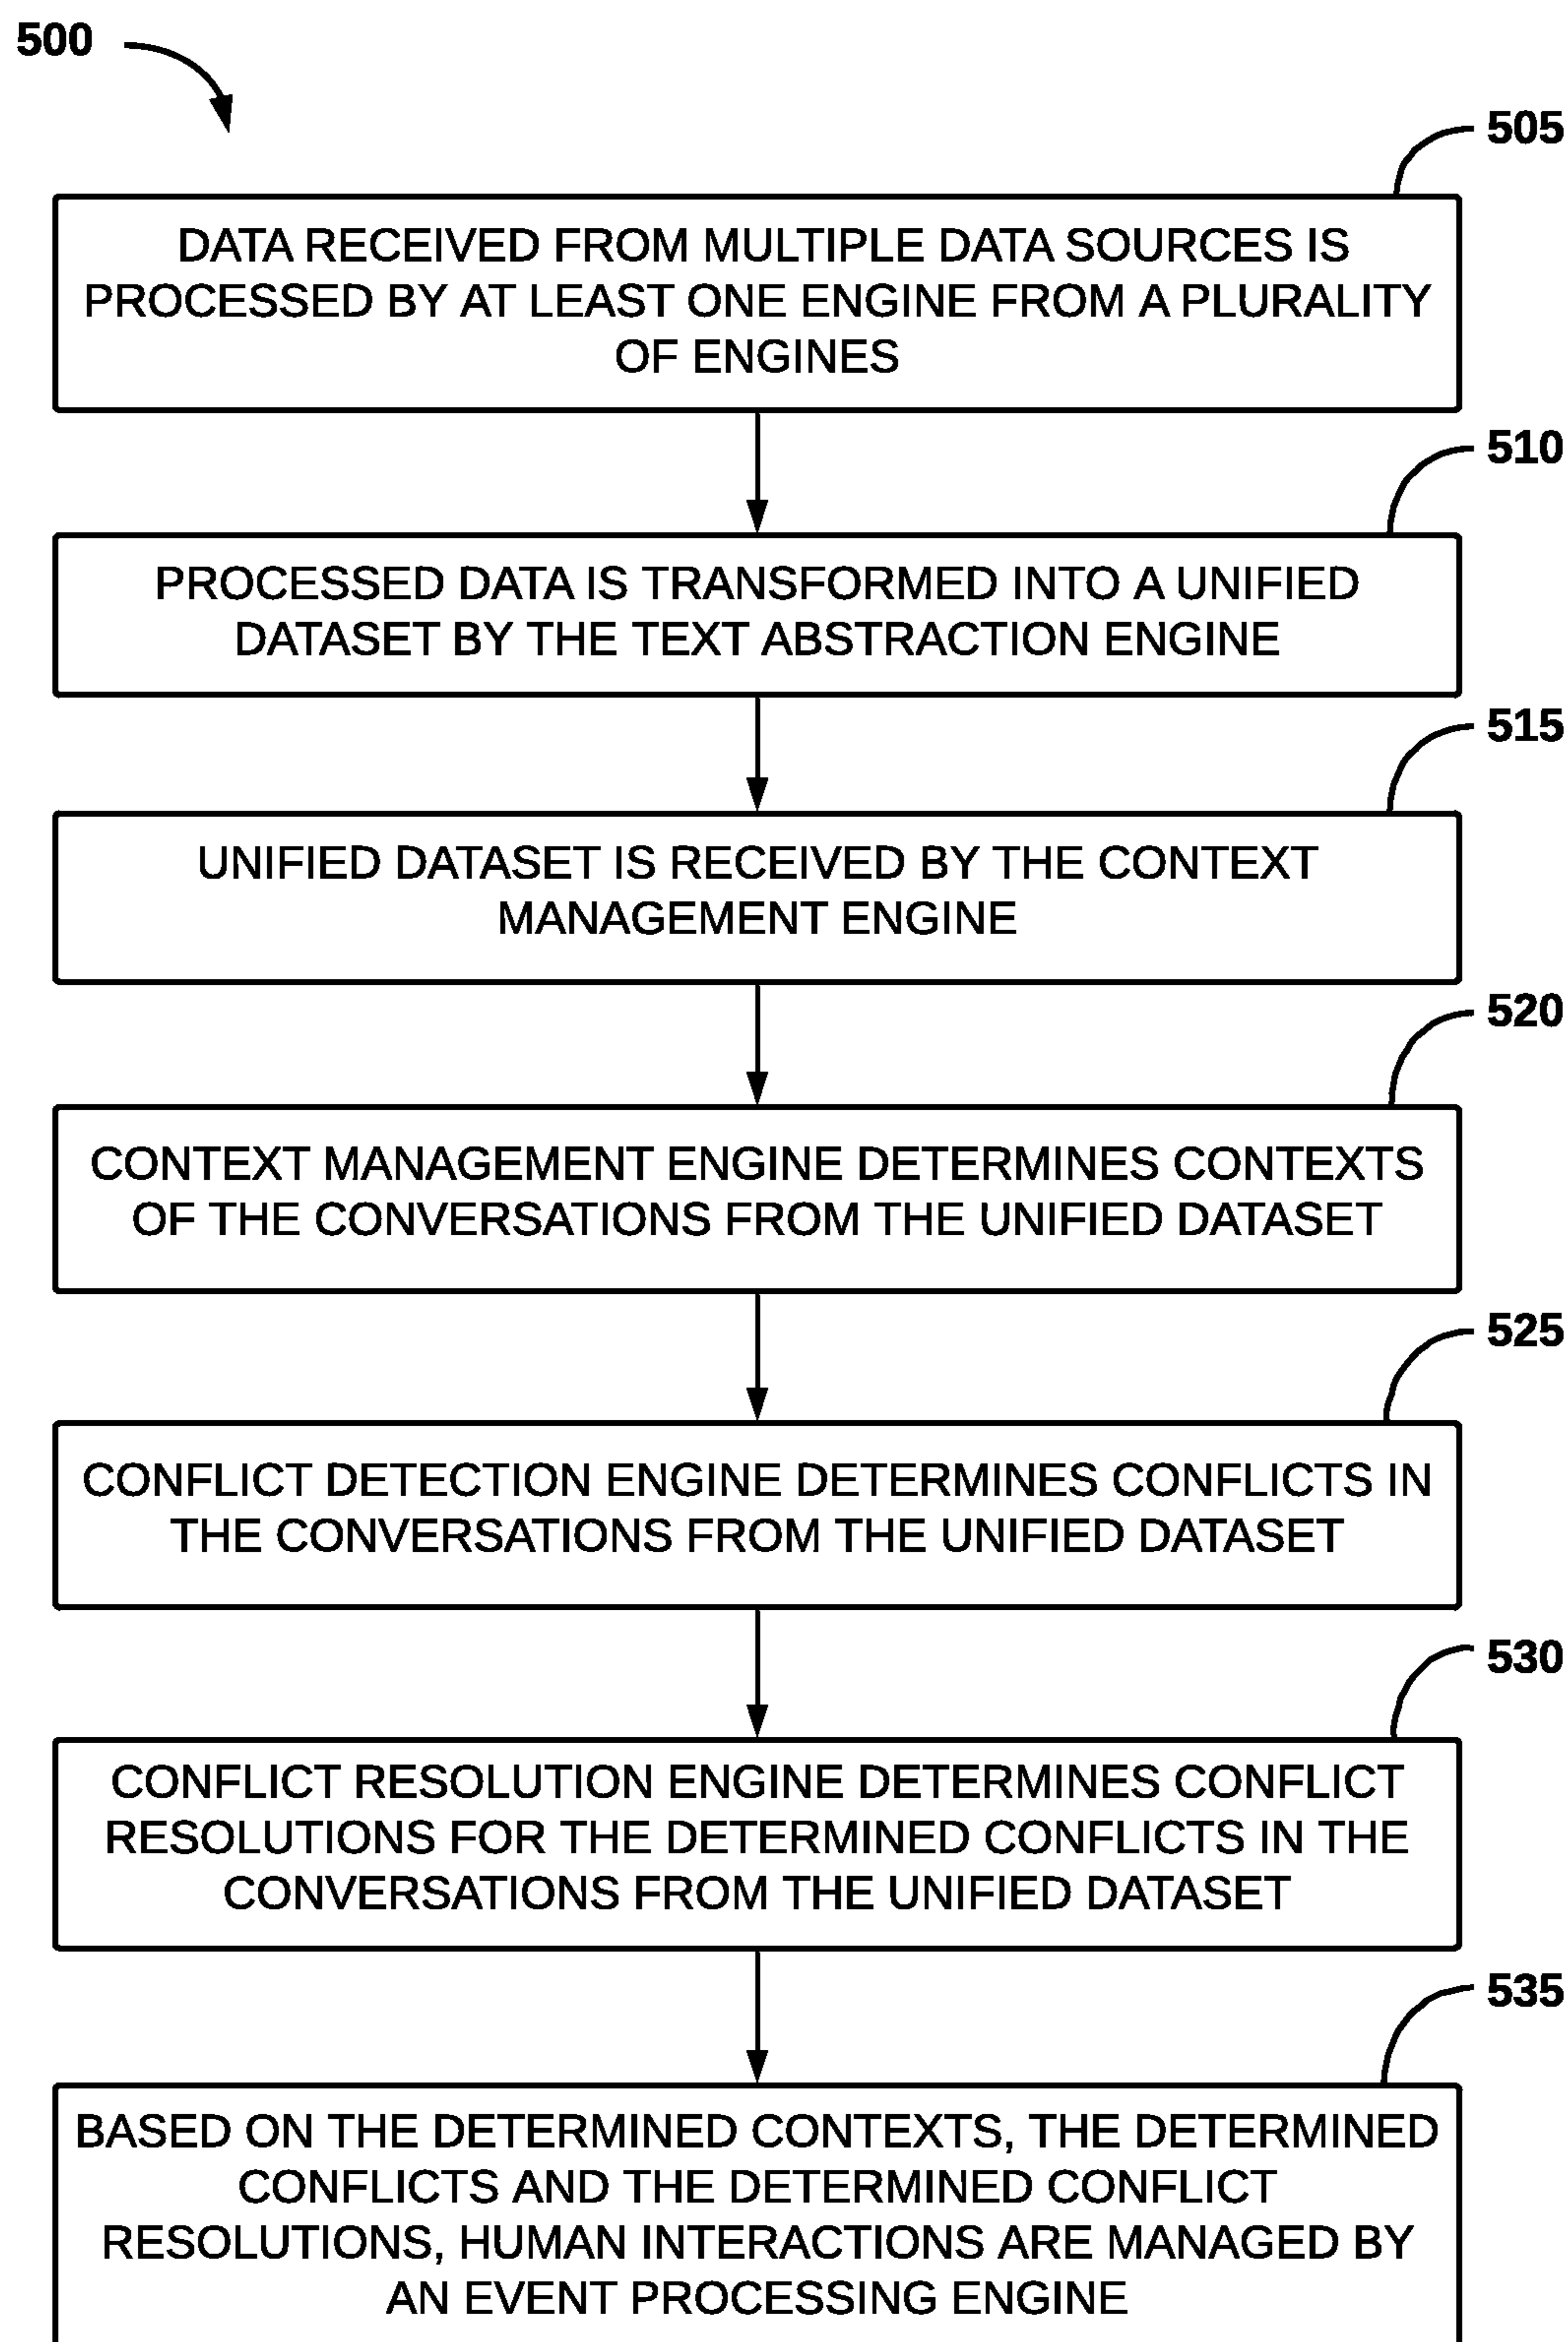 500
505
DATA RECEIVED FROM MULTIPLE DATA SOURCES IS
PROCESSED BY AT LEAST ONE ENGINE FROM A PLURALITY
OF ENGINES
510
PROCESSED DATA IS TRANSFORMED INTO A UNIFIED
DATASET BY THE TEXT ABSTRACTION ENGINE
515
UNIFIED DATASET IS RECEIVED BY THE CONTEXT
MANAGEMENT ENGINE
520
CONTEXT MANAGEMENT ENGINE DETERMINES CONTEXTS
OF THE CONVERSATIONS FROM THE UNIFIED DATASET
525
CONFLICT DETECTION ENGINE DETERMINES CONFLICTS IN
THE CONVERSATIONS FROM THE UNIFIED DATASET
530
CONFLICT RESOLUTION ENGINE DETERMINES CONFLICT
RESOLUTIONS FOR THE DETERMINED CONFLICTS IN THE
CONVERSATIONS FROM THE UNIFIED DATASET
535
BASED ON THE DETERMINED CONTEXTS, THE DETERMINED
CONFLICTS AND THE DETERMINED CONFLICT
RESOLUTIONS, HUMAN INTERACTIONS ARE MANAGED BY
AN EVENT PROCESSING ENGINE